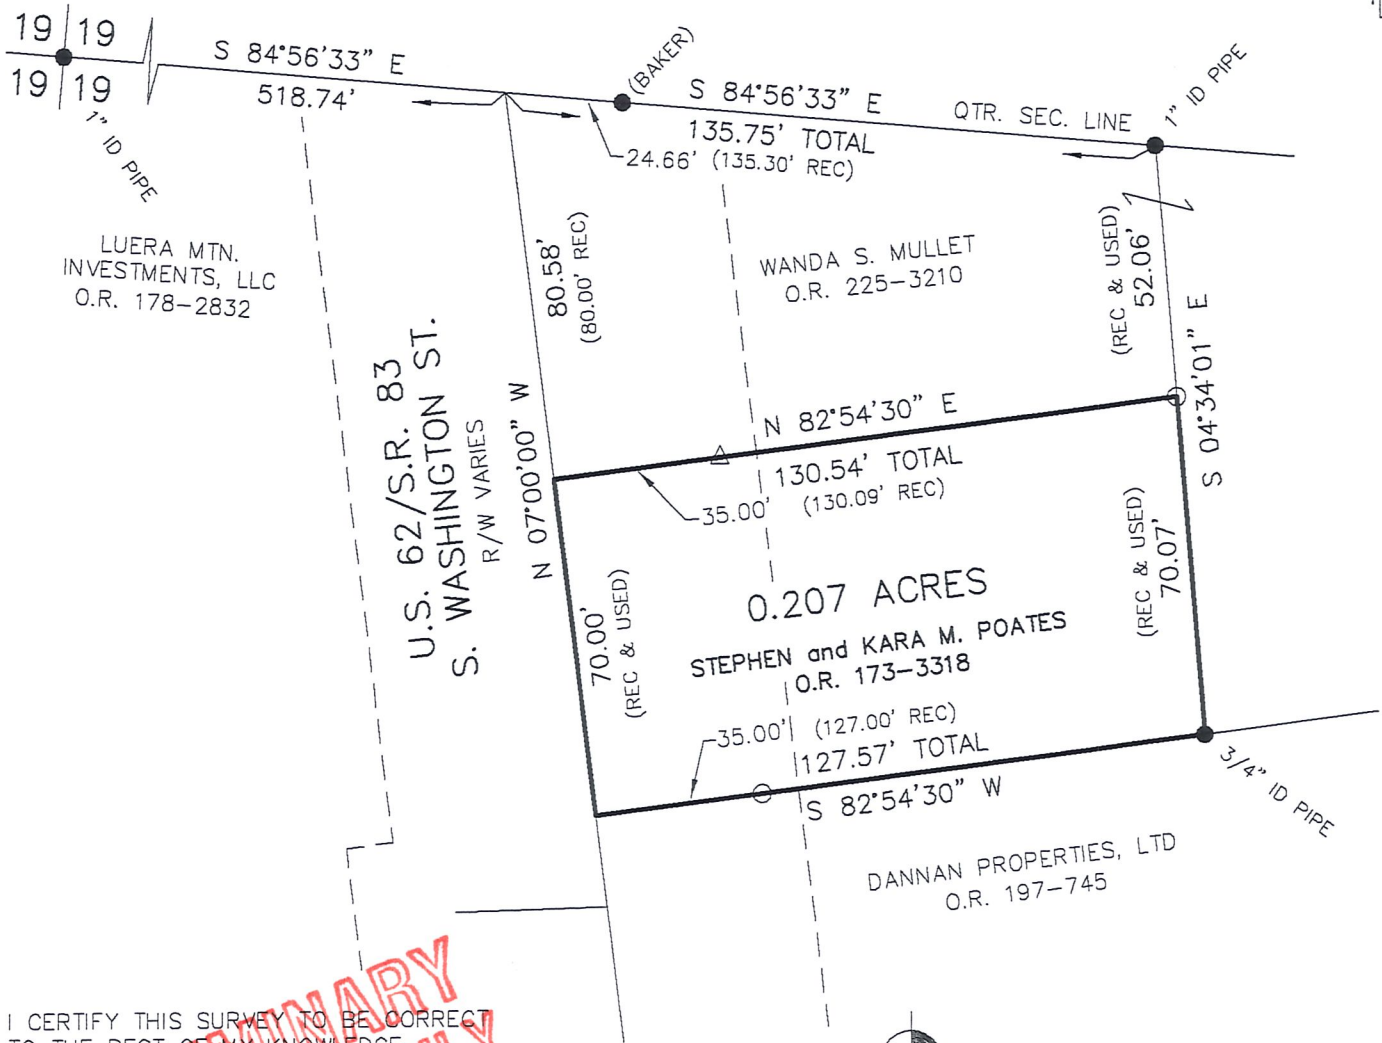 19 19
19 19
1" ID PIPE
S 84°56'33" E
518.74'
(BAKER)
S 84°56'33" E
135.75' TOTAL
24.66' (135.30' REC)
QTR. SEC. LINE
1" ID PIPE
LUERA MTN.
INVESTMENTS, LLC
O.R. 178-2832
80.58'
(80.00' REC)
WANDA S. MULLET
O.R. 225-3210
(REC & USED)
52.06'
S 04°34'01" E
U.S. 62/S.R. 83
S. WASHINGTON ST.
R/W VARIES
N 07°00'00" W
N 82°54'30" E
130.54' TOTAL
35.00' (130.09' REC)
70.00'
(REC & USED)
0.207 ACRES
STEPHEN and KARA M. POATES
O.R. 173-3318
(REC & USED)
70.07'
35.00' (127.00' REC)
127.57' TOTAL
S 82°54'30" W
3/4" ID PIPE
DANNAN PROPERTIES, LTD
O.R. 197-745
I CERTIFY THIS SURVEY TO BE CORRECT
TO THE BEST OF MY KNOWLEDGE